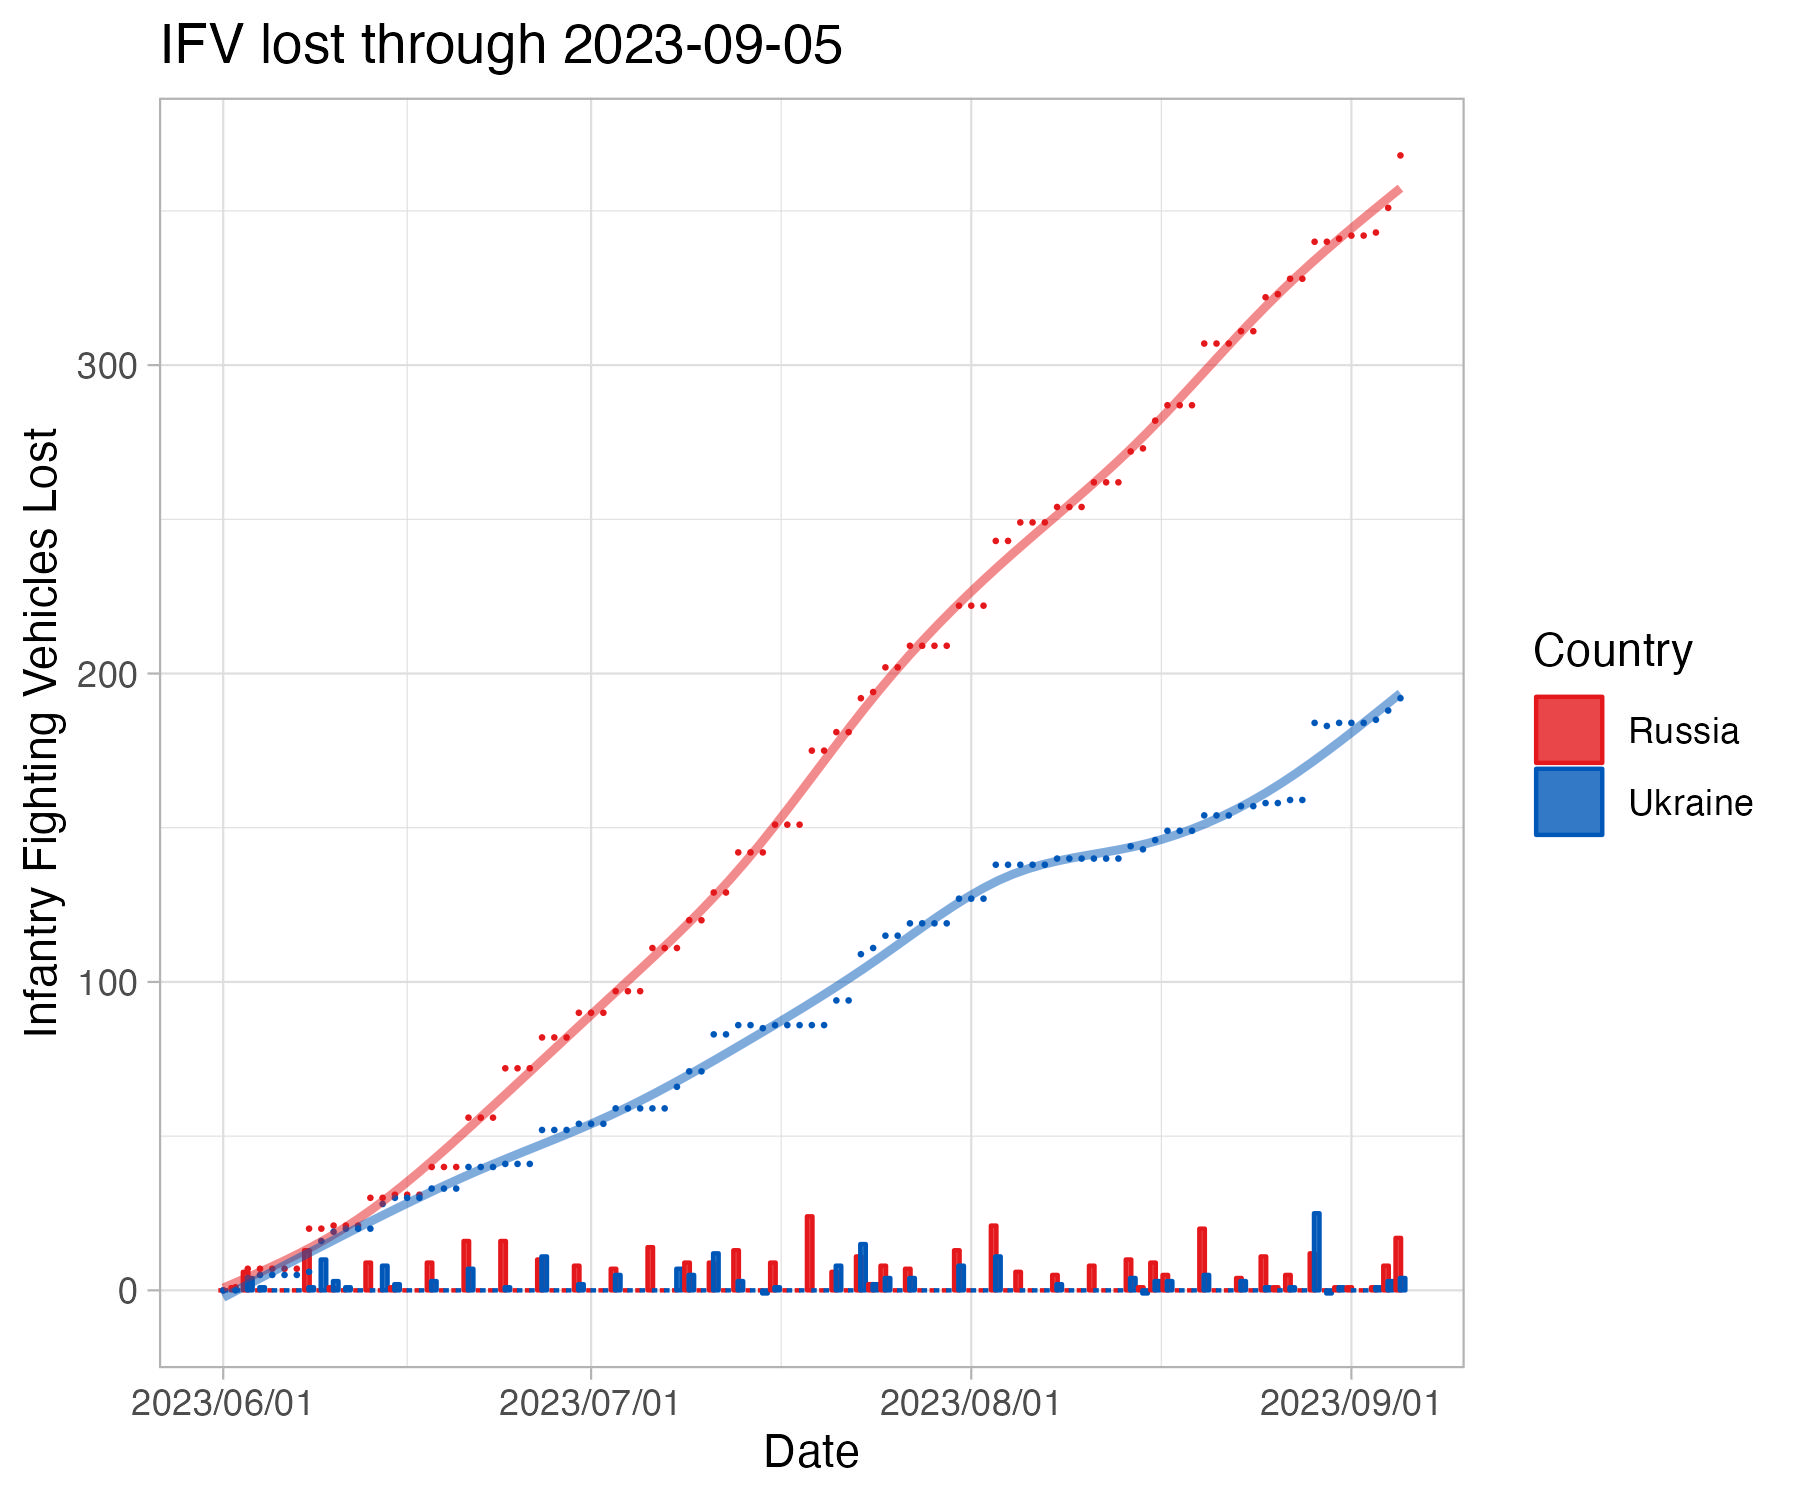 IFV lost through 2023-09-05
Infantry Fighting Vehicles Lost
300
200
100
0
2023/06/01
2023/07/01
2023/08/01
2023/09/01
Date
Country
Russia
Ukraine